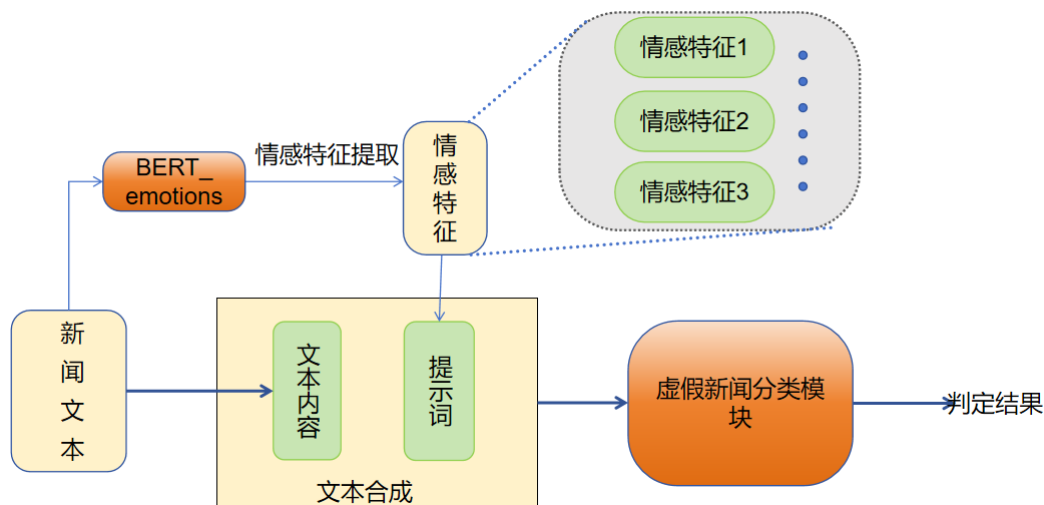 情感特征1
情感特征2
情感特征3
BERT_
emotions
情感特征提取
情感特征
新闻文本
文本内容
提示词
文本合成
虚假新闻分类模
块
判定结果